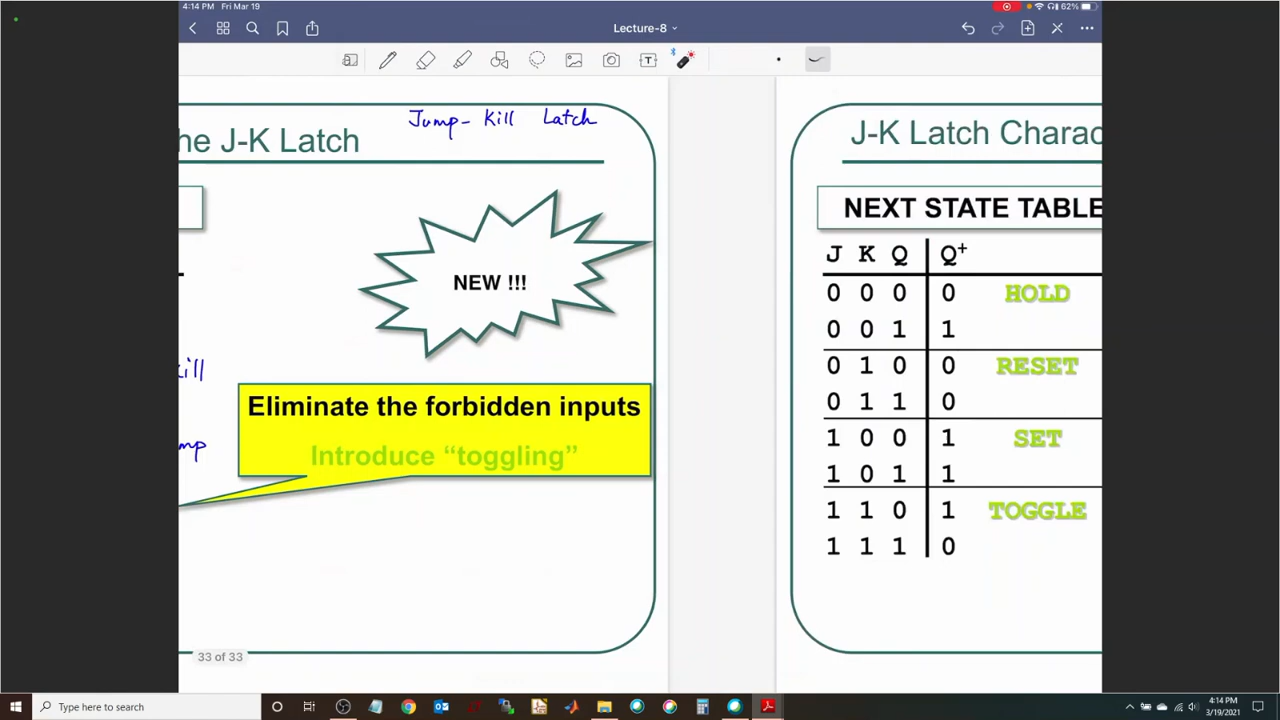 4:14 PM Fri Mar 19
62%
Lecture-8
T
Jump-Kill Latch
he J-K Latch
NEW !!!
ill
Eliminate the forbidden inputs
mp
Introduce “toggling”
33 of 33
J-K Latch Charac
NEXT STATE TABLE
J K Q Q+
0 0 0 0 HOLD
0 0 1 1
0 1 0 0 RESET
0 1 1 0
1 0 0 1 SET
1 0 1 1
1 1 0 1 TOGGLE
1 1 1 0
Type here to search
4:14 PM
3/19/2021